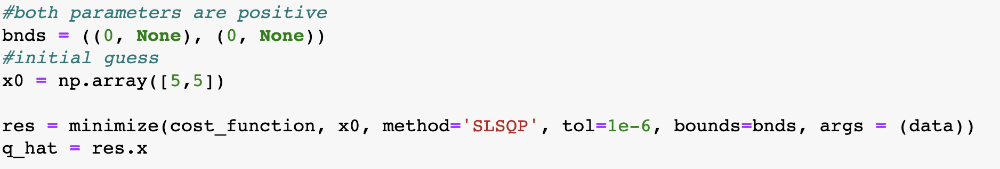 #both parameters are positive
bnds = ((0, None), (0, None))
#initial guess
x0 = np.array([5,5])
res = minimize(cost_function, x0, method='SLSQP', tol=1e-6, bounds=bnds, args = (data))
q_hat = res.x